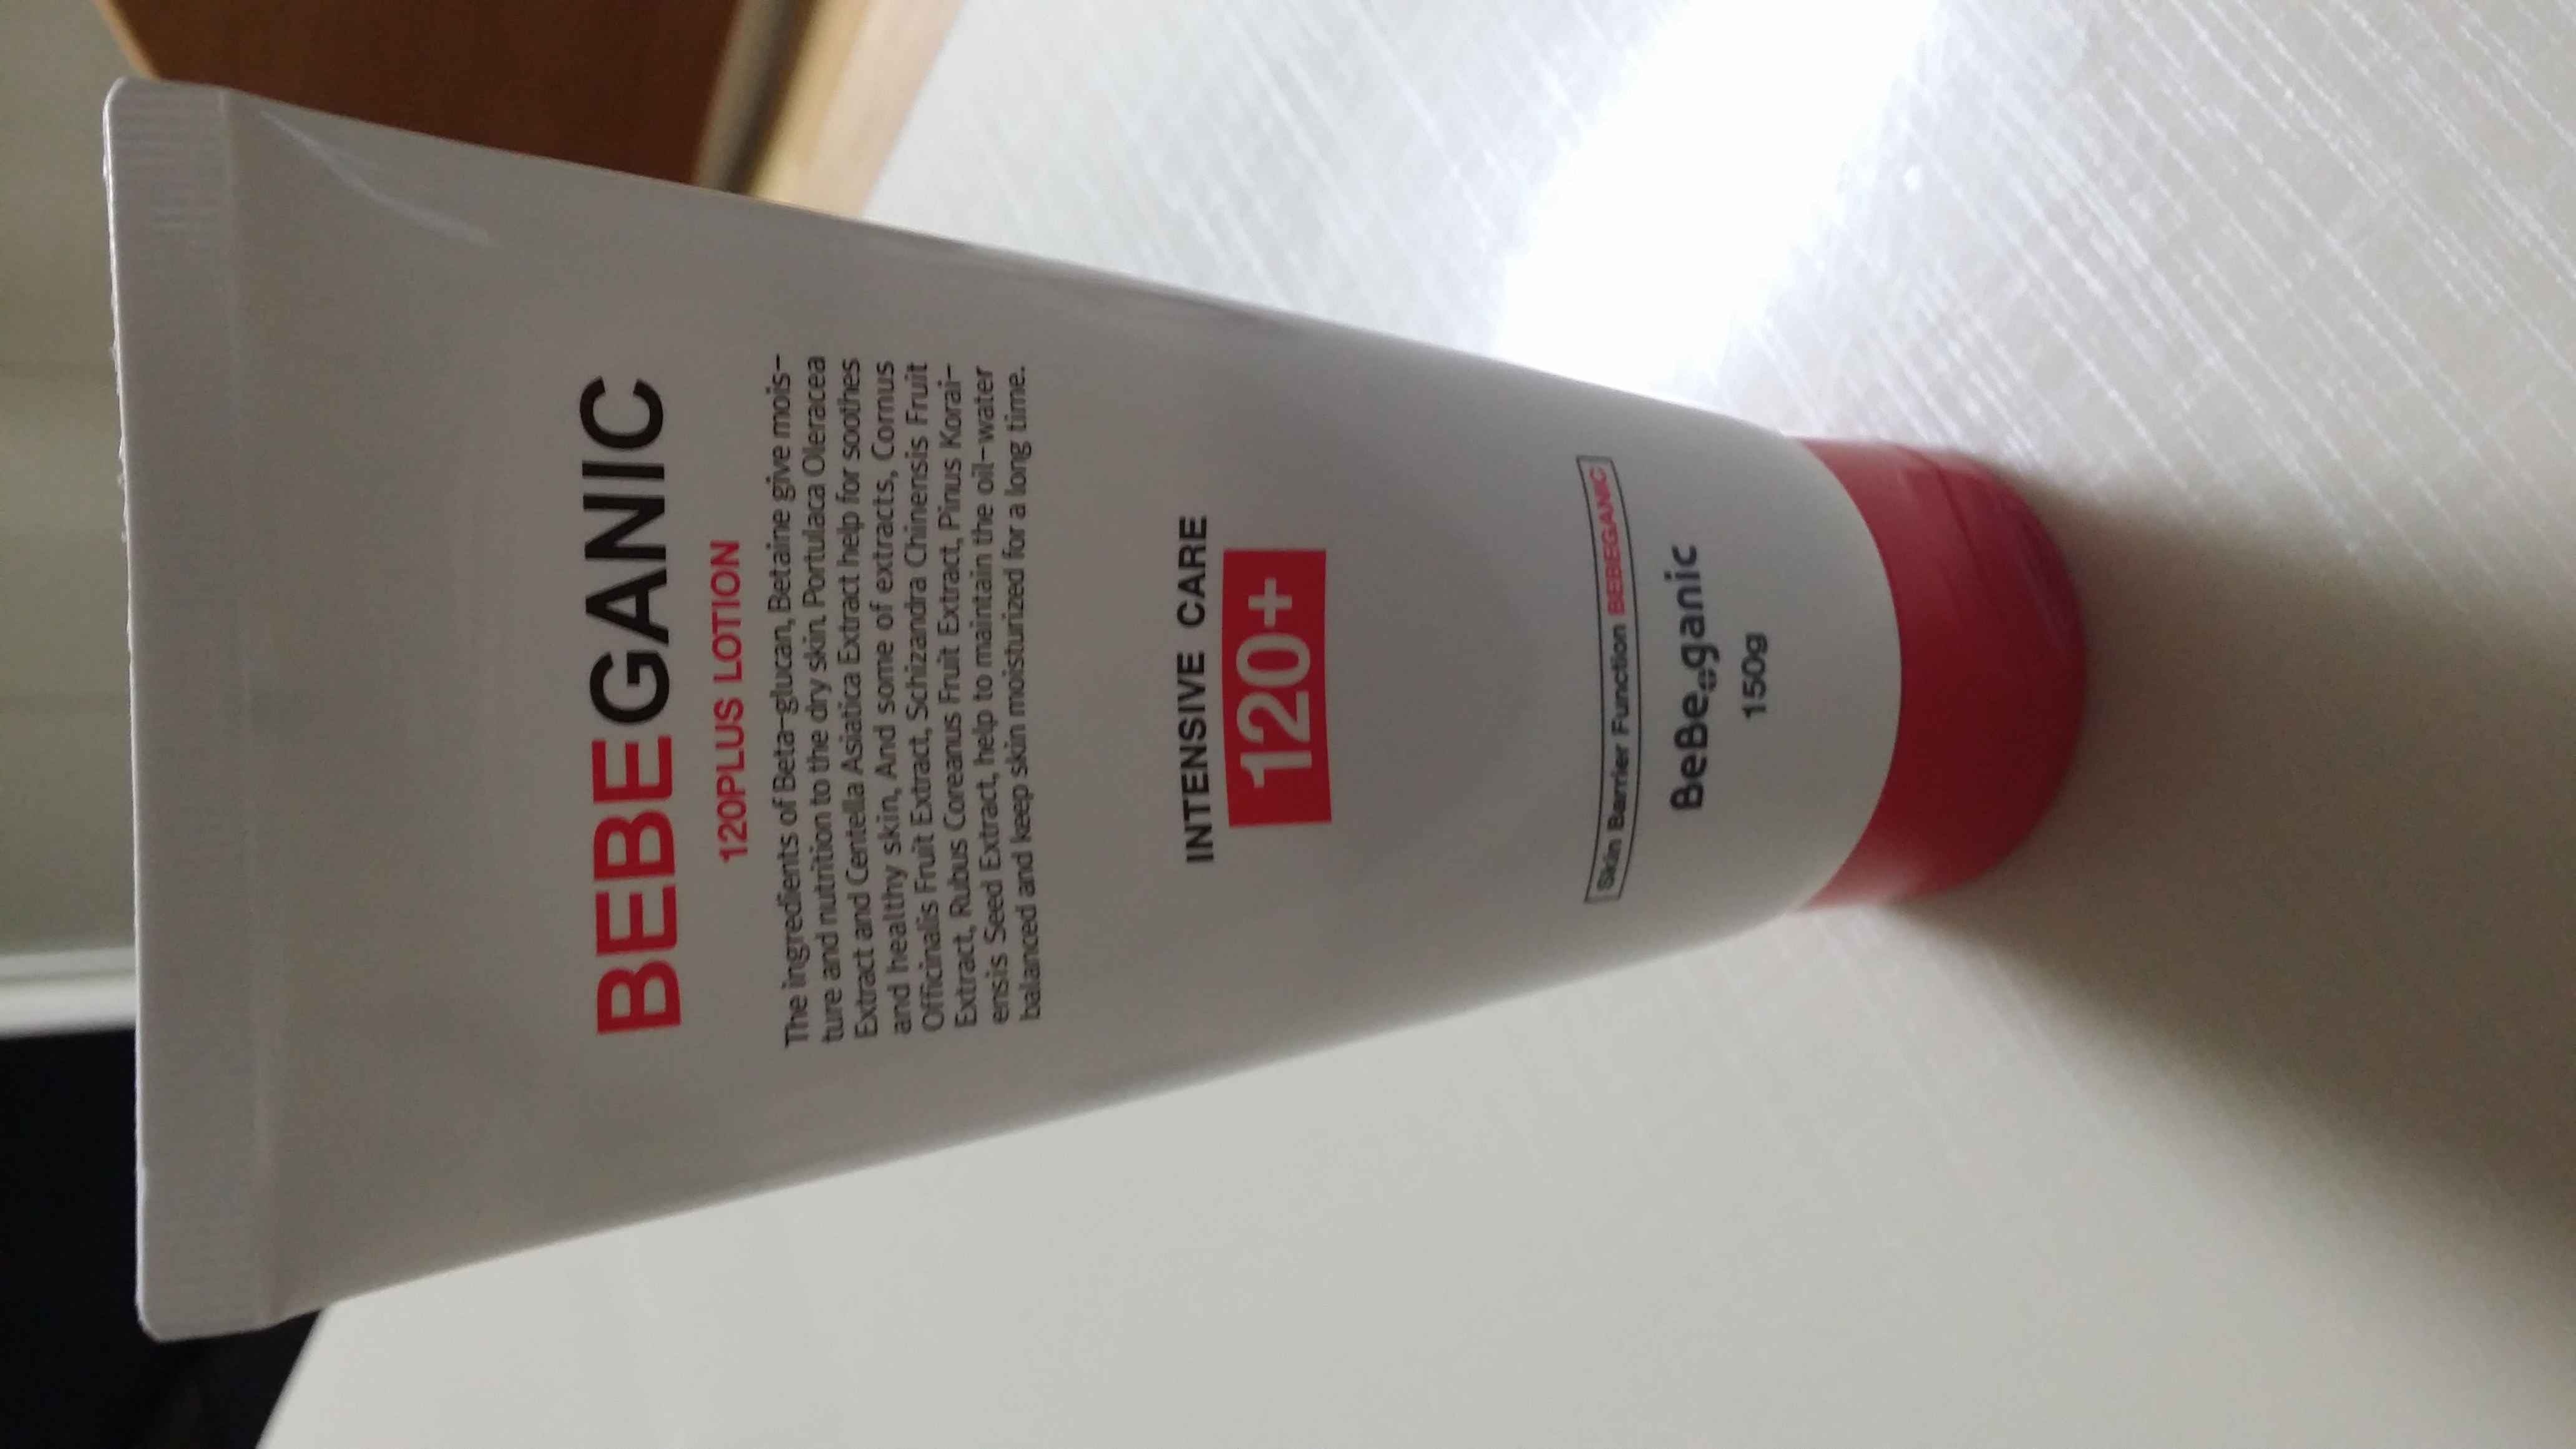 BEBEGANIC
120PLUS LOTION
The ingredients of Beta-glucan, Betaine give mois-
ture and nutrition to the dry skin. Portulaca Oleracea
Extract and Centella Asiatica Extract help for soothes
and healthy skin, And some of extracts, Cornus
Officinalis Fruit Extract, Schizandra Chinensis Fruit
Extract, Rubus Coreanus Fruit Extract, Pinus Korai-
ensis Seed Extract, help to maintain the oil-water
balanced and keep skin moisturized for a long time.
INTENSIVE CARE
120+
Skin Barrier Function BEBEGANIC
BeBeganic
150g